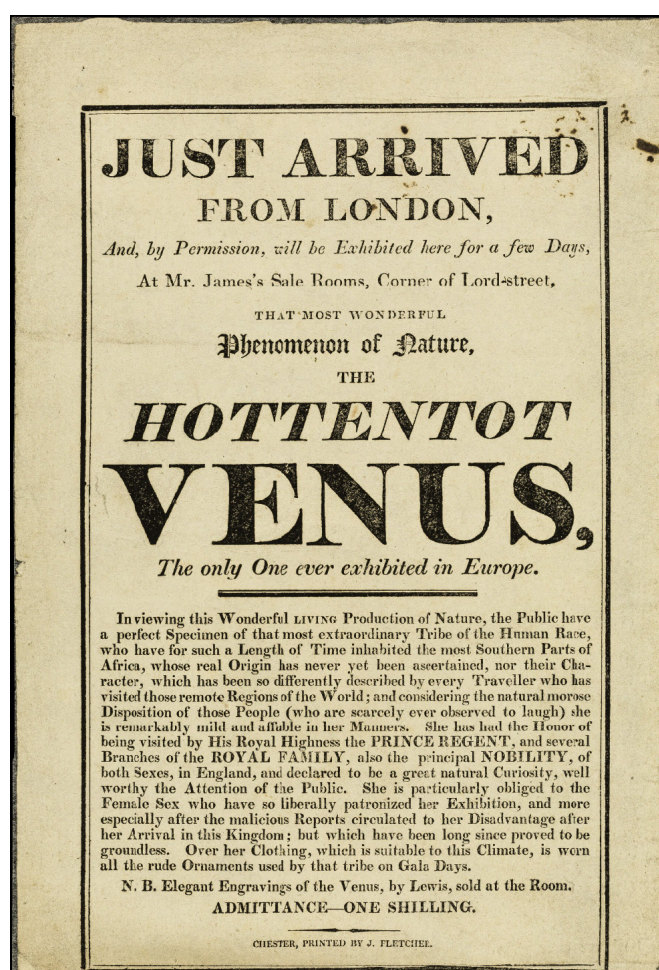 JUST ARRIVED
FROM LONDON,
And, by Permission, will be Exhibited here for a few Days,
At Mr. James's Sale Rooms, Corner of Lord-street,
THAT MOST WONDERFUL
Phenomenon of Nature,
THE
HOTTENTOT
VENUS,
The only One ever exhibited in Europe.
In viewing this Wonderful LIVING Production of Nature, the Public have
a perfect Specimen of that most extraordinary Tribe of the Human Race,
who have for such a Length of Time inhabited the most Southern Parts of
Africa, whose real Origin has never yet been ascertained, nor their Cha-
racter, which has been so differently described by every Traveller who has
visited those remote Regions of the World; and considering the natural morose
Disposition of those People (who are scarcely ever observed to laugh) she
is remarkably mild and affable in her Manners. She has had the Honor of
being visited by His Royal Highness the PRINCE REGENT, and several
Branches of the ROYAL FAMILY, also the principal NOBILITY, of
both Sexes, in England, and declared to be a great natural Curiosity, well
worthy the Attention of the Public. She is particularly obliged to the
Female Sex who have so liberally patronized her Exhibition, and more
especially after the malicious Reports circulated to her Disadvantage after
her Arrival in this Kingdom; but which have been long since proved to be
groundless. Over her Clothing, which is suitable to this Climate, is worn
all the rude Ornaments used by that tribe on Gala Days.
N. B. Elegant Engravings of the Venus, by Lewis, sold at the Room.
ADMITTANCE—ONE SHILLING.
CHESTER, PRINTED BY J. FLETCHER.